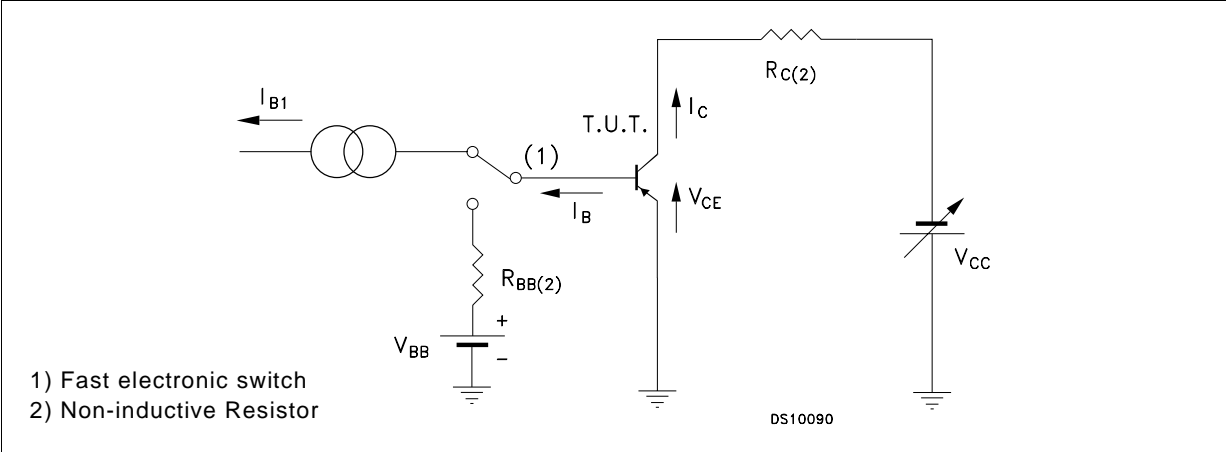 I_B1
R_C(2)
T.U.T.
I_C
(1)
I_B
V_CE
R_BB(2)
V_CC
+
V_BB
−
1) Fast electronic switch
2) Non-inductive Resistor
DS10090